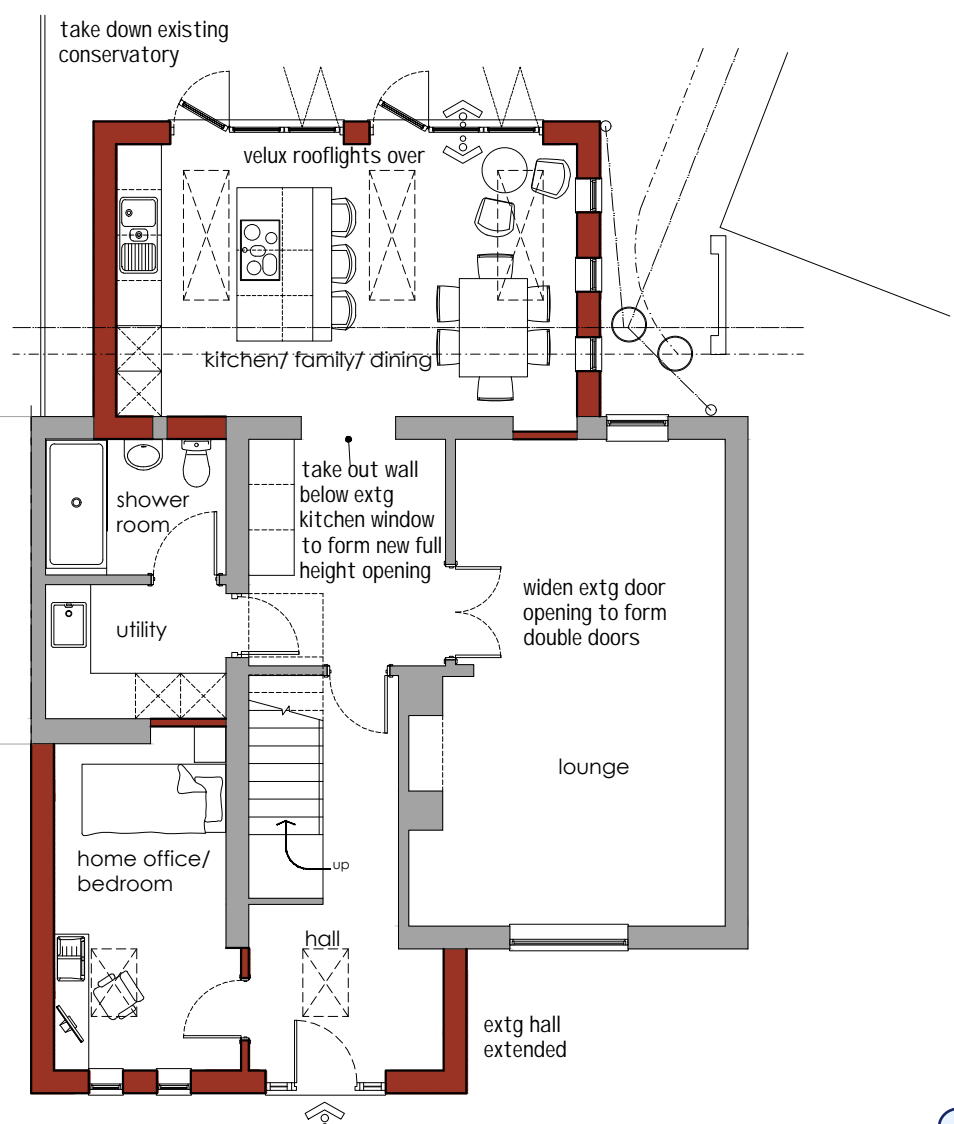 take down existing
conservatory
velux rooflights over
kitchen/ family/ dining
take out wall
below extg
kitchen window
to form new full
height opening
shower
room
widen extg door
opening to form
double doors
utility
lounge
home office/
bedroom
up
hall
extg hall
extended